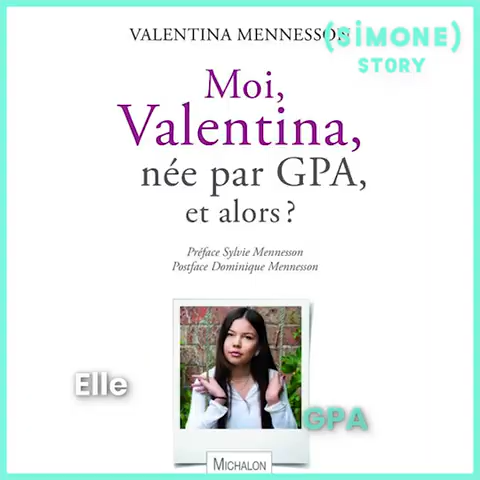 VALENTINA MENNESSON
(SiMONE)
STORY
Moi,
Valentina,
née par GPA,
et alors ?
Préface Sylvie Mennesson
Postface Dominique Mennesson
Elle
GPA
MICHALON